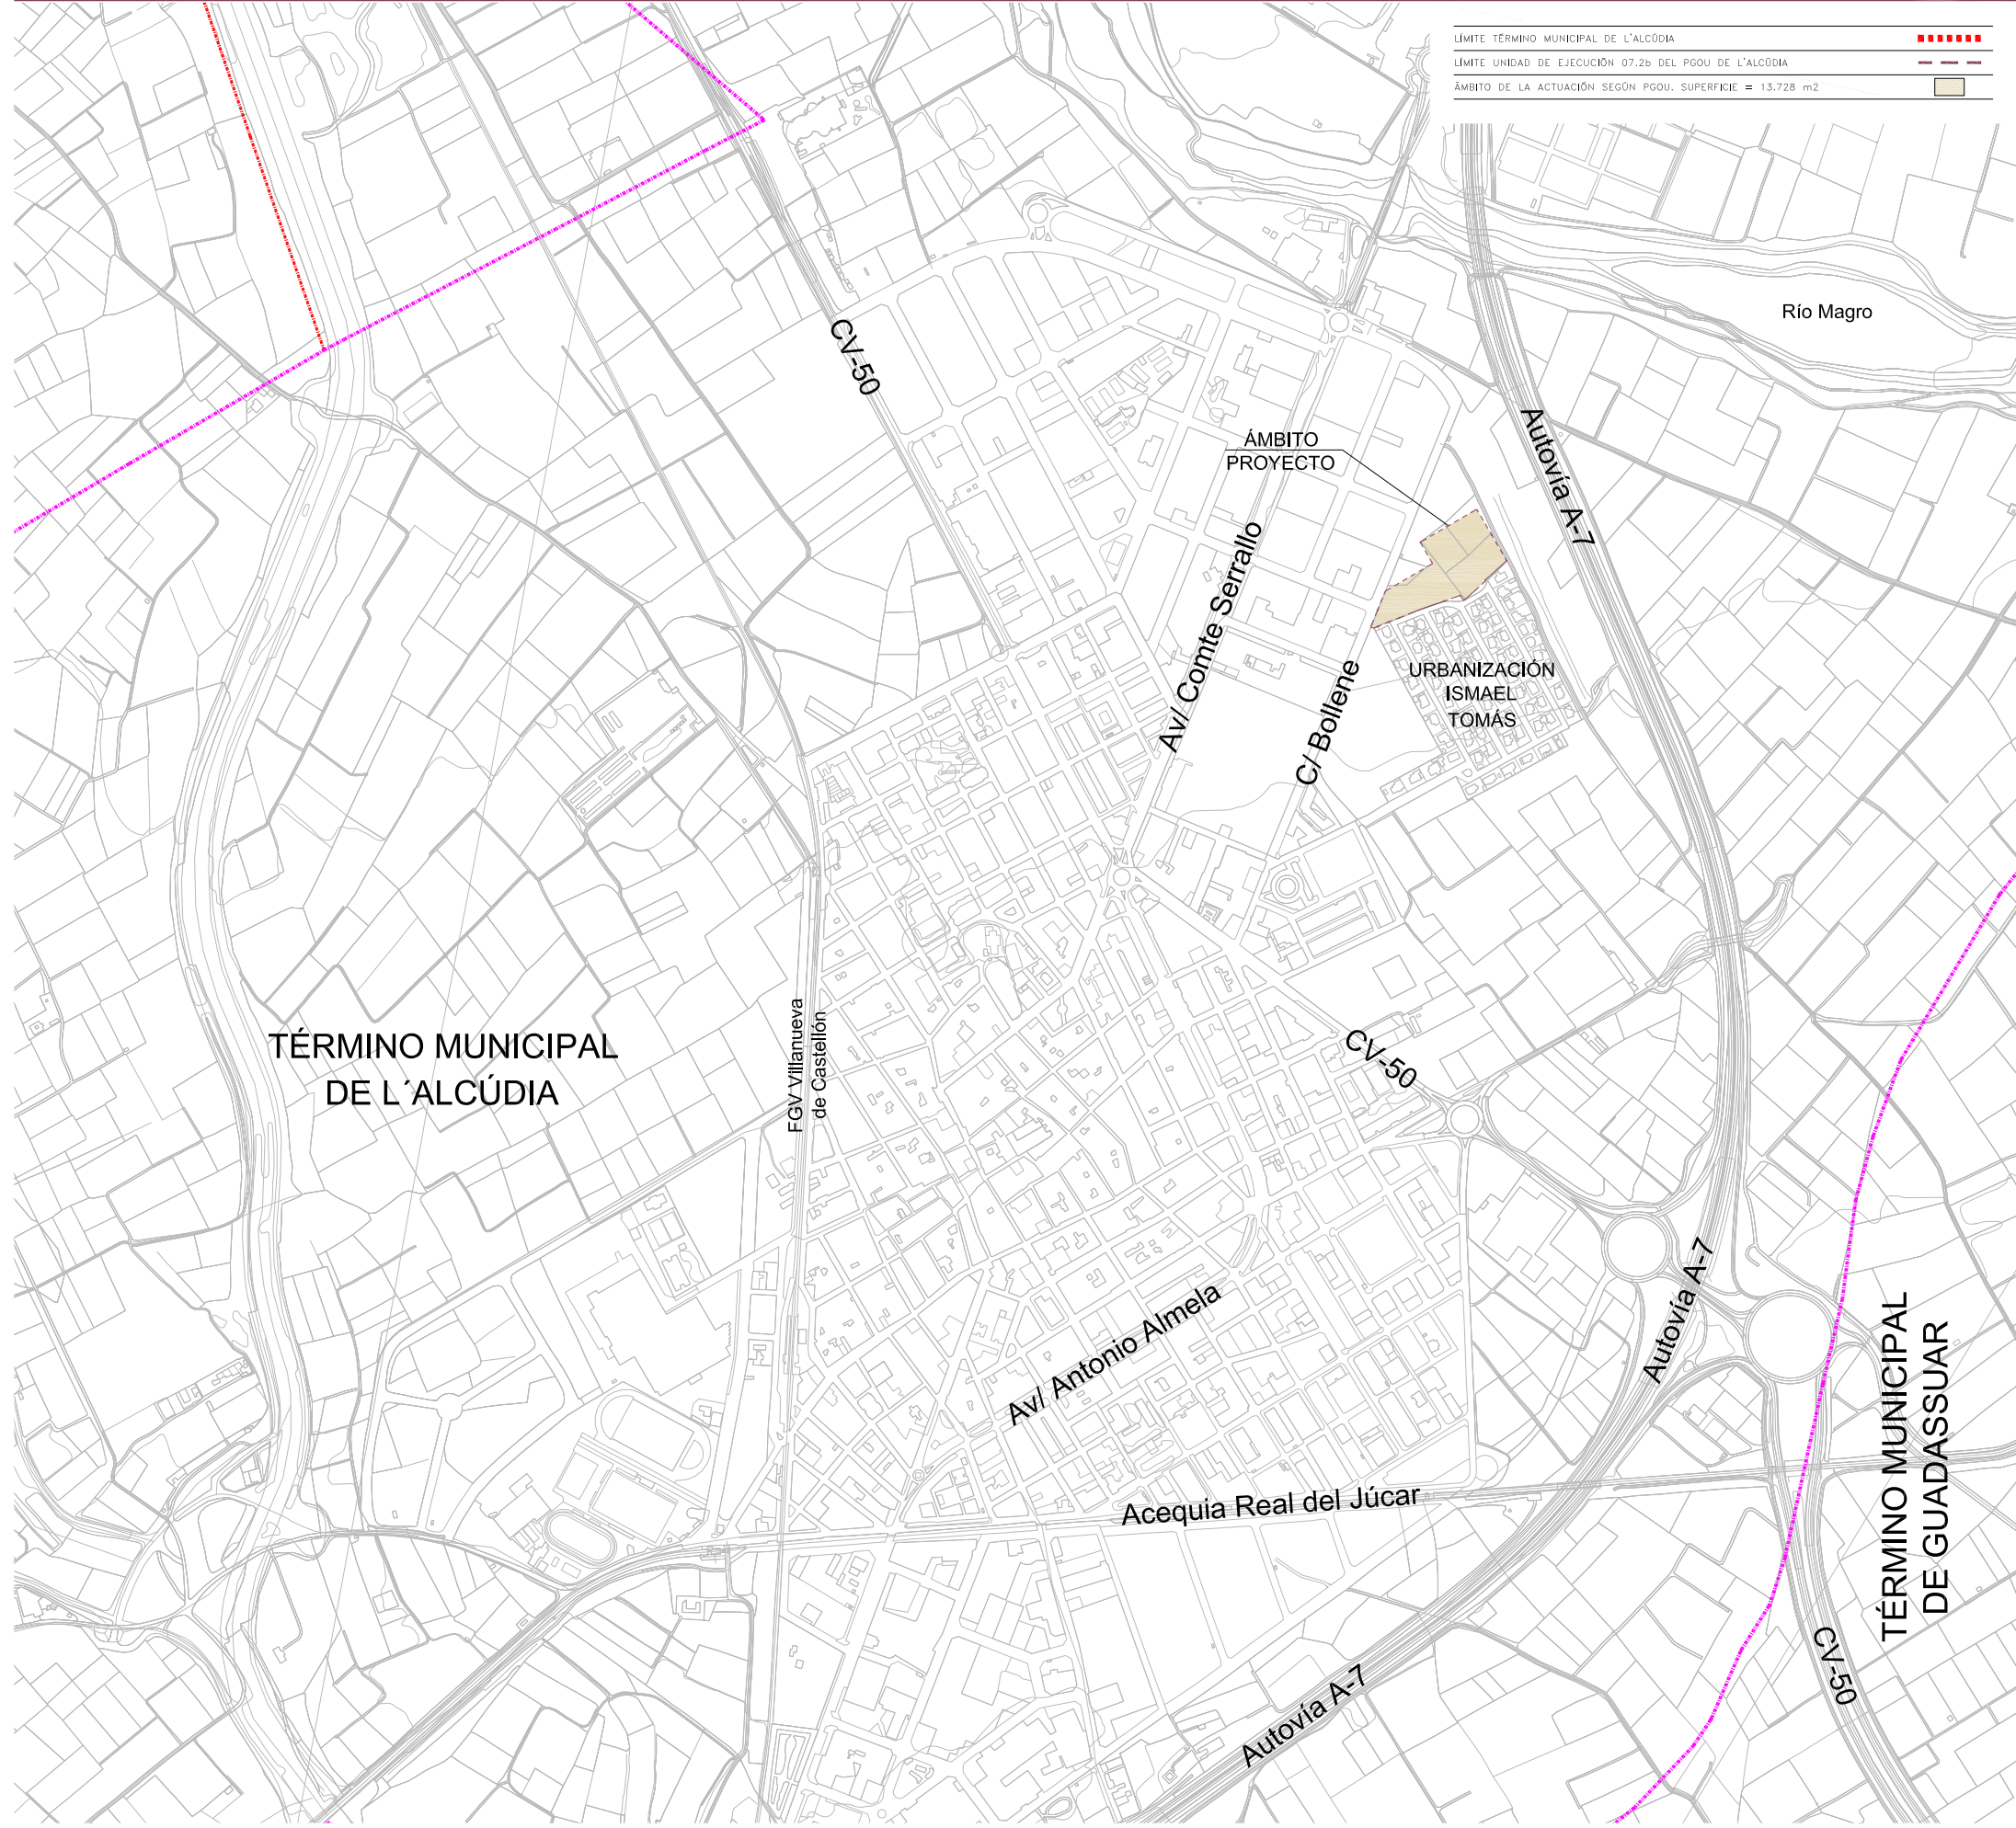 LÍMITE TÉRMINO MUNICIPAL DE L'ALCÚDIA
LÍMITE UNIDAD DE EJECUCIÓN 07.2b DEL PGOU DE L'ALCÚDIA
ÁMBITO DE LA ACTUACIÓN SEGÚN PGOU. SUPERFICIE = 13.728 m2
Río Magro
CV-50
Autovía A-7
ÁMBITO
PROYECTO
Av/ Comte Serrallo
C/ Bollene
URBANIZACIÓN
ISMAEL
TOMÁS
TÉRMINO MUNICIPAL
DE L´ALCÚDIA
FGV Villanueva
de Castellón
CV-50
Autovía A-7
Av/ Antonio Almela
Acequia Real del Júcar
TÉRMINO MUNICIPAL
DE GUADASSUAR
CV-50
Autovía A-7